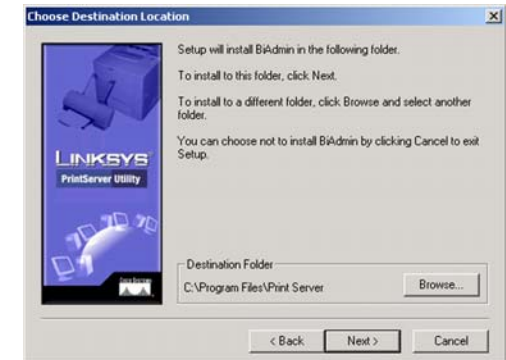 Choose Destination Location
Setup will install BiAdmin in the following folder.
To install to this folder, click Next.
To install to a different folder, click Browse and select another
folder.
You can choose not to install BiAdmin by clicking Cancel to exit
Setup.
LINKSYS
PrintServer Utility
Destination Folder
C:\Program Files\Print Server
Browse...
< Back
Next >
Cancel